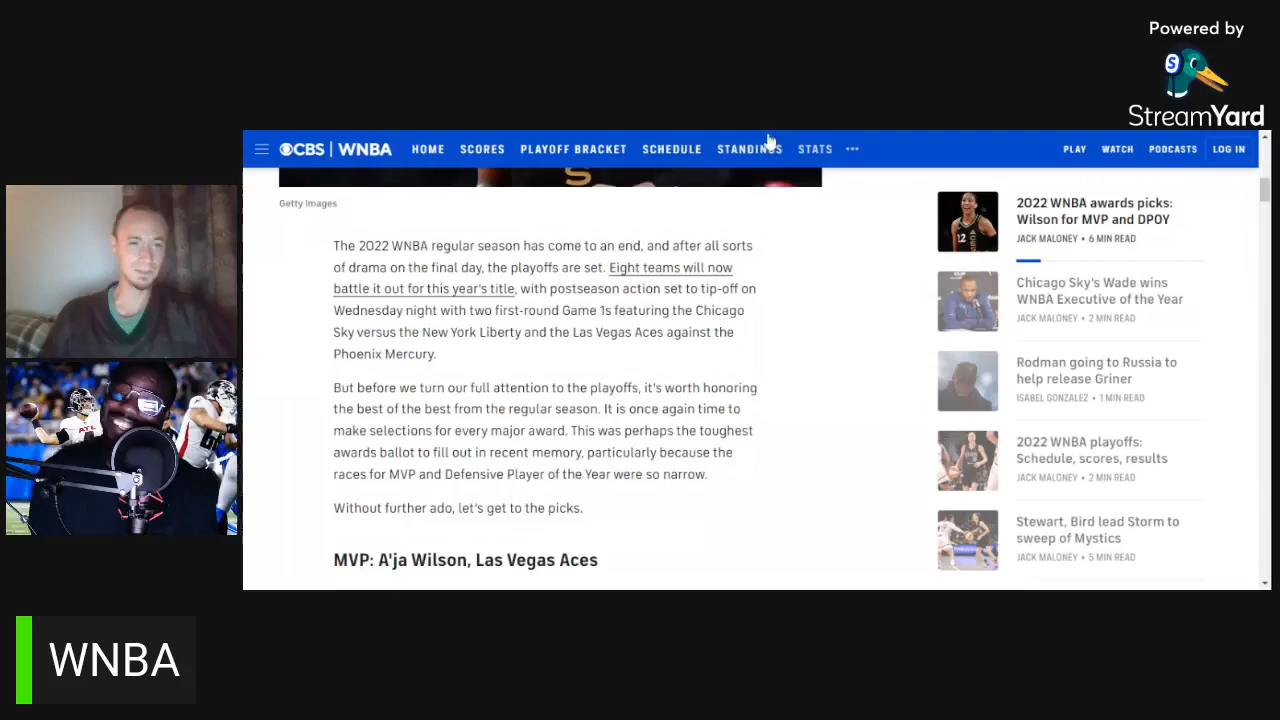 Powered by
StreamYard
CBS | WNBA HOME SCORES PLAYOFF BRACKET SCHEDULE STANDINGS STATS ••• PLAY WATCH PODCASTS LOG IN
Getty Images
The 2022 WNBA regular season has come to an end, and after all sorts
of drama on the final day, the playoffs are set. Eight teams will now
battle it out for this year's title, with postseason action set to tip-off on
Wednesday night with two first-round Game 1s featuring the Chicago
Sky versus the New York Liberty and the Las Vegas Aces against the
Phoenix Mercury.
But before we turn our full attention to the playoffs, it's worth honoring
the best of the best from the regular season. It is once again time to
make selections for every major award. This was perhaps the toughest
awards ballot to fill out in recent memory, particularly because the
races for MVP and Defensive Player of the Year were so narrow.
Without further ado, let's get to the picks.
MVP: A'ja Wilson, Las Vegas Aces
2022 WNBA awards picks:
Wilson for MVP and DPOY
JACK MALONEY • 6 MIN READ
Chicago Sky's Wade wins
WNBA Executive of the Year
JACK MALONEY • 2 MIN READ
Rodman going to Russia to
help release Griner
ISABEL GONZALEZ • 1 MIN READ
2022 WNBA playoffs:
Schedule, scores, results
JACK MALONEY • 2 MIN READ
Stewart, Bird lead Storm to
sweep of Mystics
JACK MALONEY • 5 MIN READ
ATL
12
S
WNBA